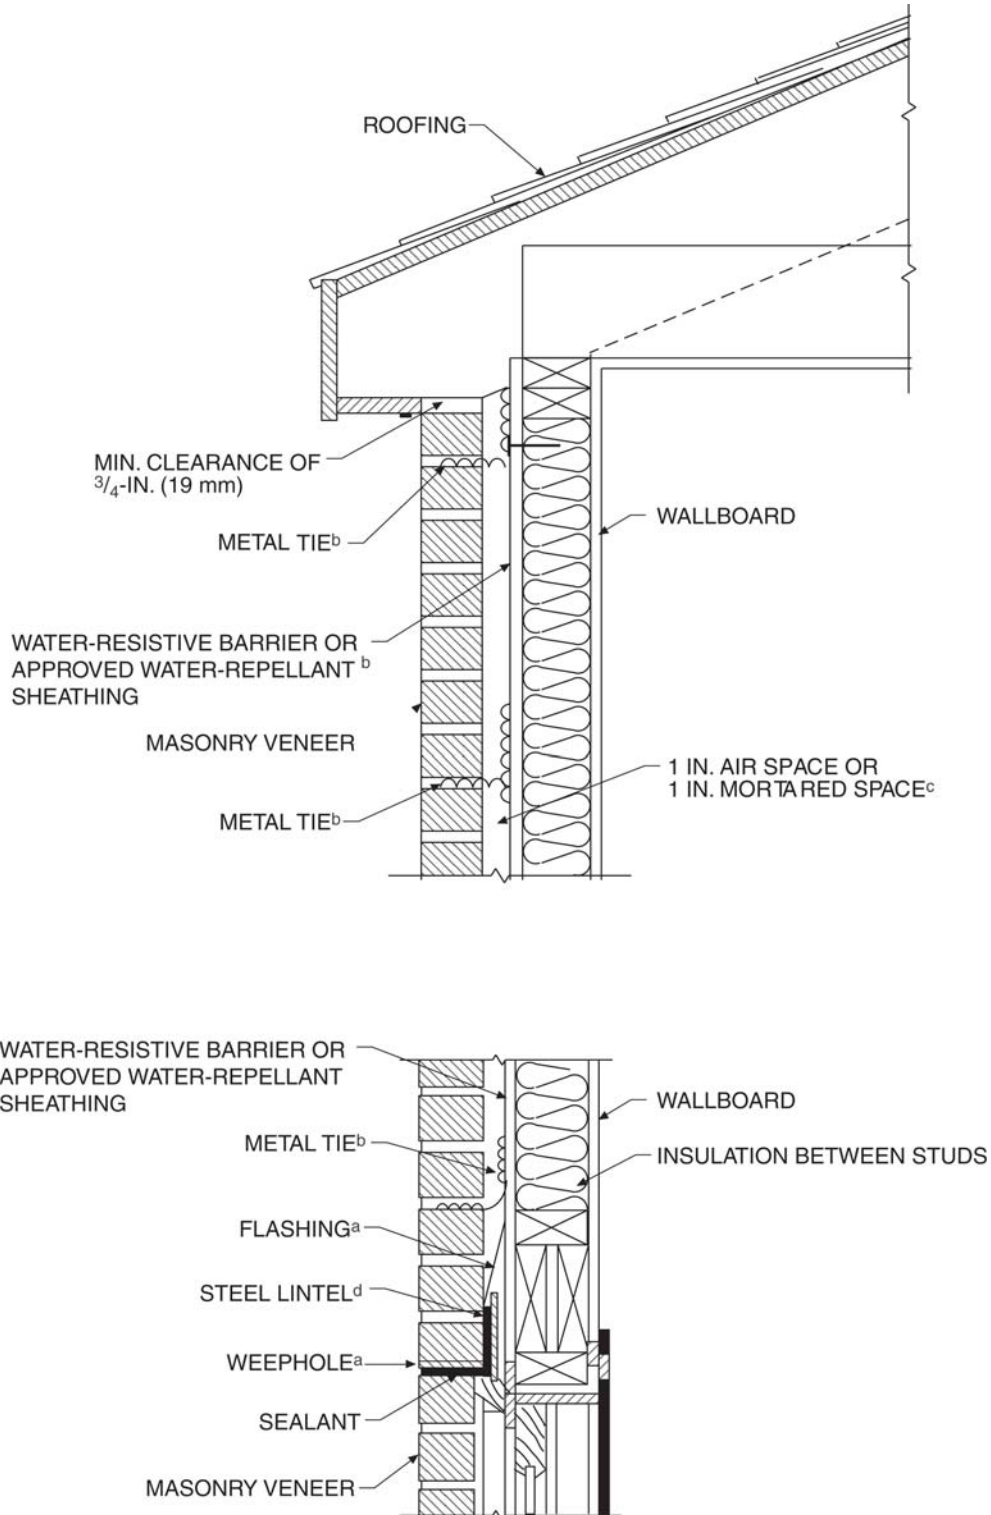 ROOFING
MIN. CLEARANCE OF
3/4-IN. (19 mm)
METAL TIEᵇ
WALLBOARD
WATER-RESISTIVE BARRIER OR
APPROVED WATER-REPELLANT ᵇ
SHEATHING
MASONRY VENEER
1 IN. AIR SPACE OR
1 IN. MORTARED SPACEᶜ
METAL TIEᵇ
WATER-RESISTIVE BARRIER OR
APPROVED WATER-REPELLANT
SHEATHING
WALLBOARD
METAL TIEᵇ
INSULATION BETWEEN STUDS
FLASHINGᵃ
STEEL LINTELᵈ
WEEPHOLEᵃ
SEALANT
MASONRY VENEER